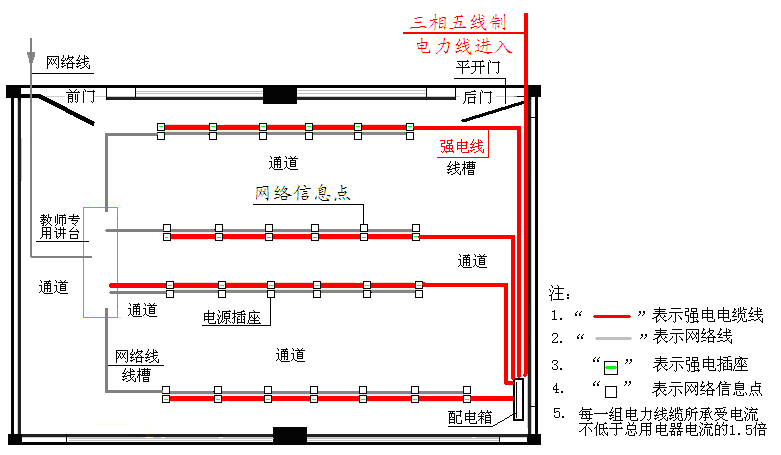 三相五线制
电力线进入
网络线
平开门
前门
后门
强电线
线槽
通道
网络信息点
教师专
用讲台
通道
通道
通道
电源插座
网络线
线槽
通道
配电箱
注：
1. “ ”表示强电电缆线
2. “ ”表示网络线
3. “ ” 表示强电插座
4. “ ” 表示网络信息点
5. 每一组电力线缆所承受电流
不低于总用电器电流的1.5倍